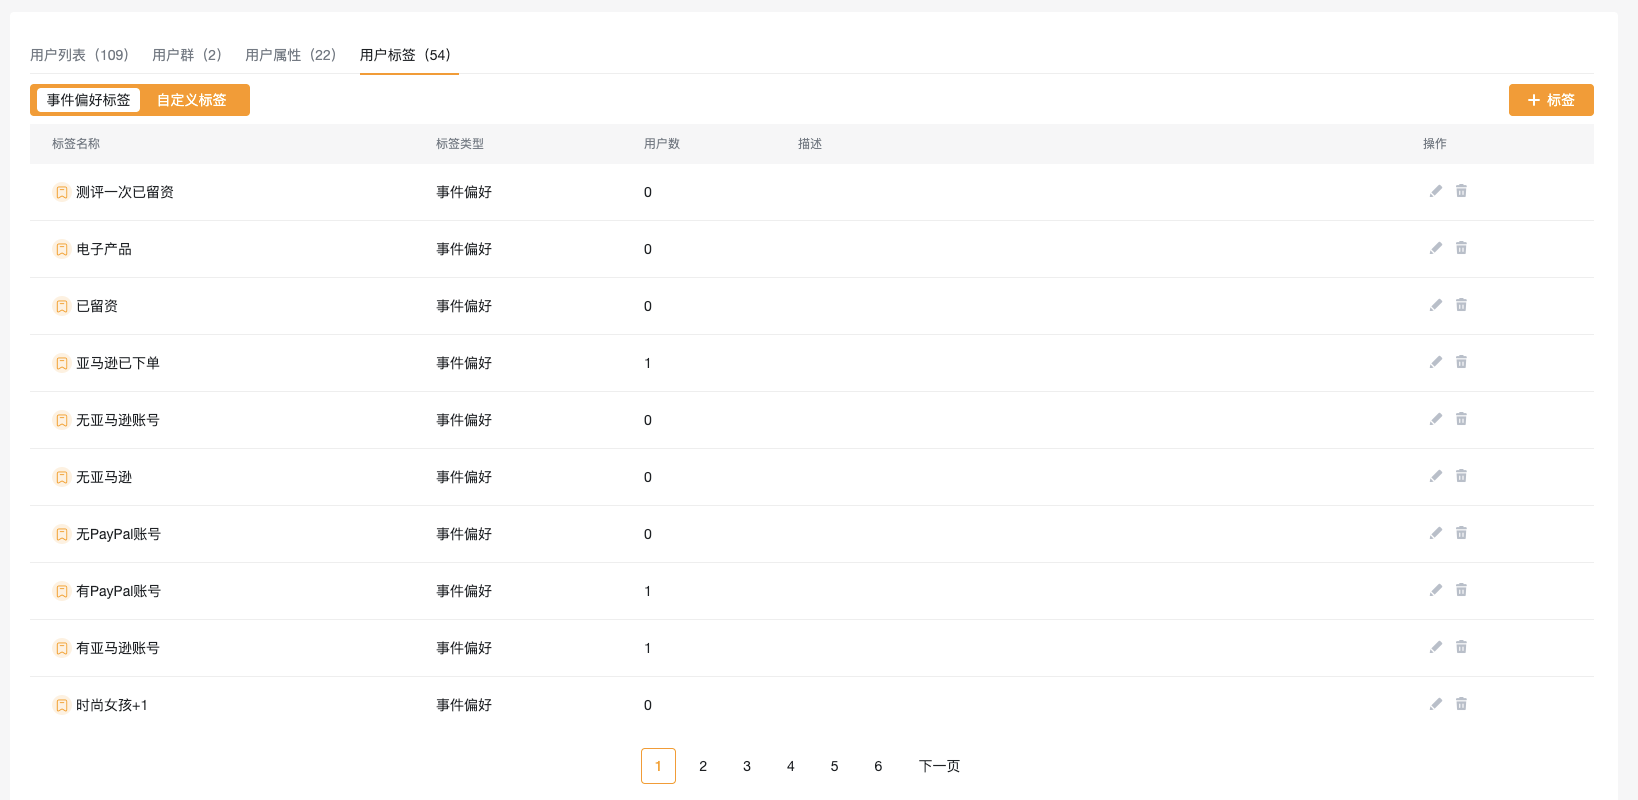 用户列表（109） 用户群（2） 用户属性（22） 用户标签（54）
事件偏好标签 自定义标签 + 标签
标签名称 标签类型 用户数 描述 操作
测评一次已留资 事件偏好 0
电子产品 事件偏好 0
已留资 事件偏好 0
亚马逊已下单 事件偏好 1
无亚马逊账号 事件偏好 0
无亚马逊 事件偏好 0
无PayPal账号 事件偏好 0
有PayPal账号 事件偏好 1
有亚马逊账号 事件偏好 1
时尚女孩+1 事件偏好 0
1 2 3 4 5 6 下一页